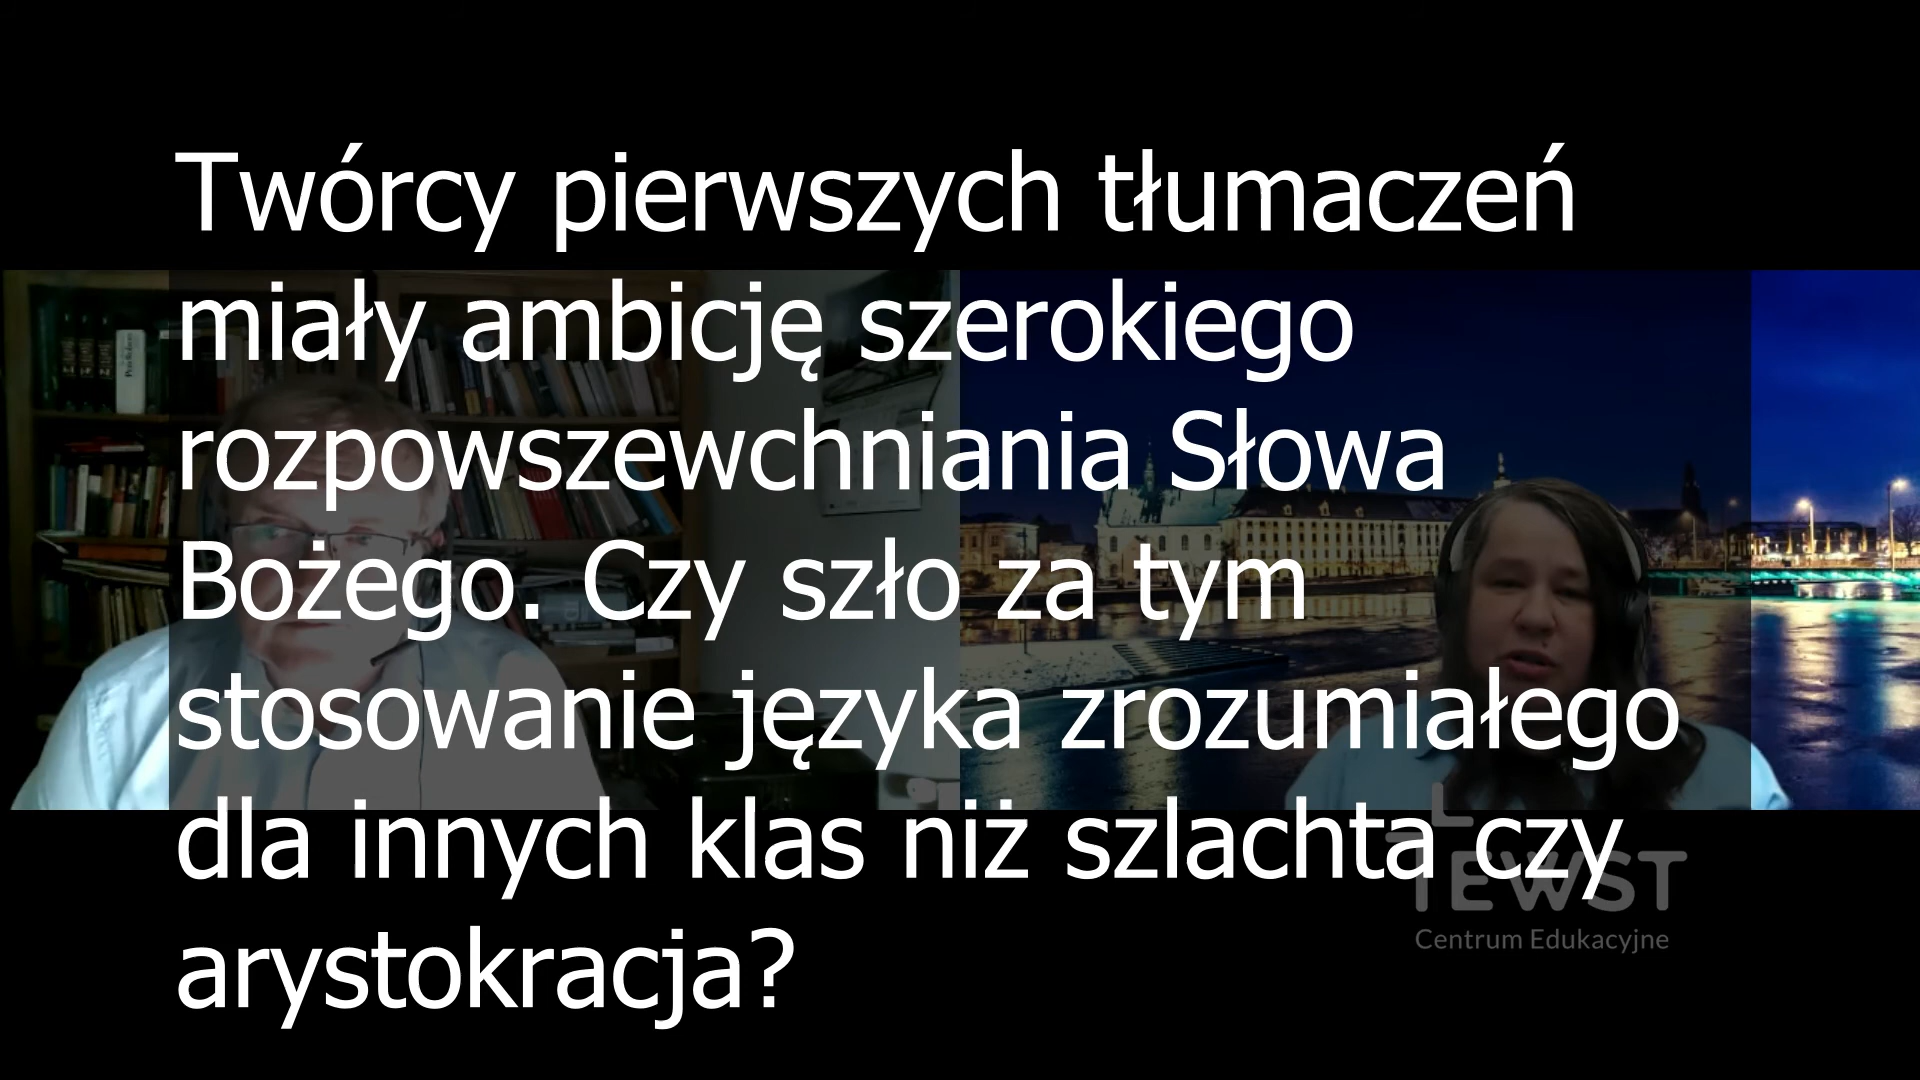 Twórcy pierwszych tłumaczeń
miały ambicję szerokiego
rozpowszewchniania Słowa
Bożego. Czy szło za tym
stosowanie języka zrozumiałego
dla innych klas niż szlachta czy
arystokracja?
EWST
Centrum Edukacyjne